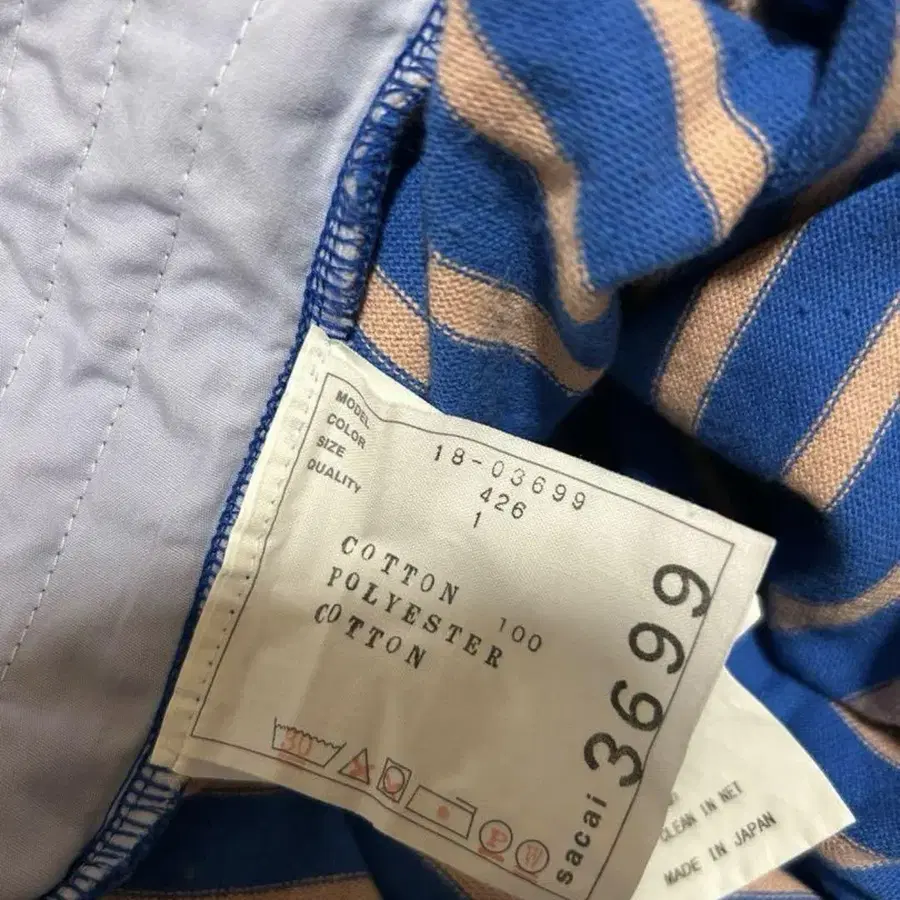 MODEL 18-03699
COLOR 426
SIZE 1
QUALITY
COTTON 100
POLYESTER
COTTON
30
P
W
sacai 3699
CLEAN IN NET
MADE IN JAPAN